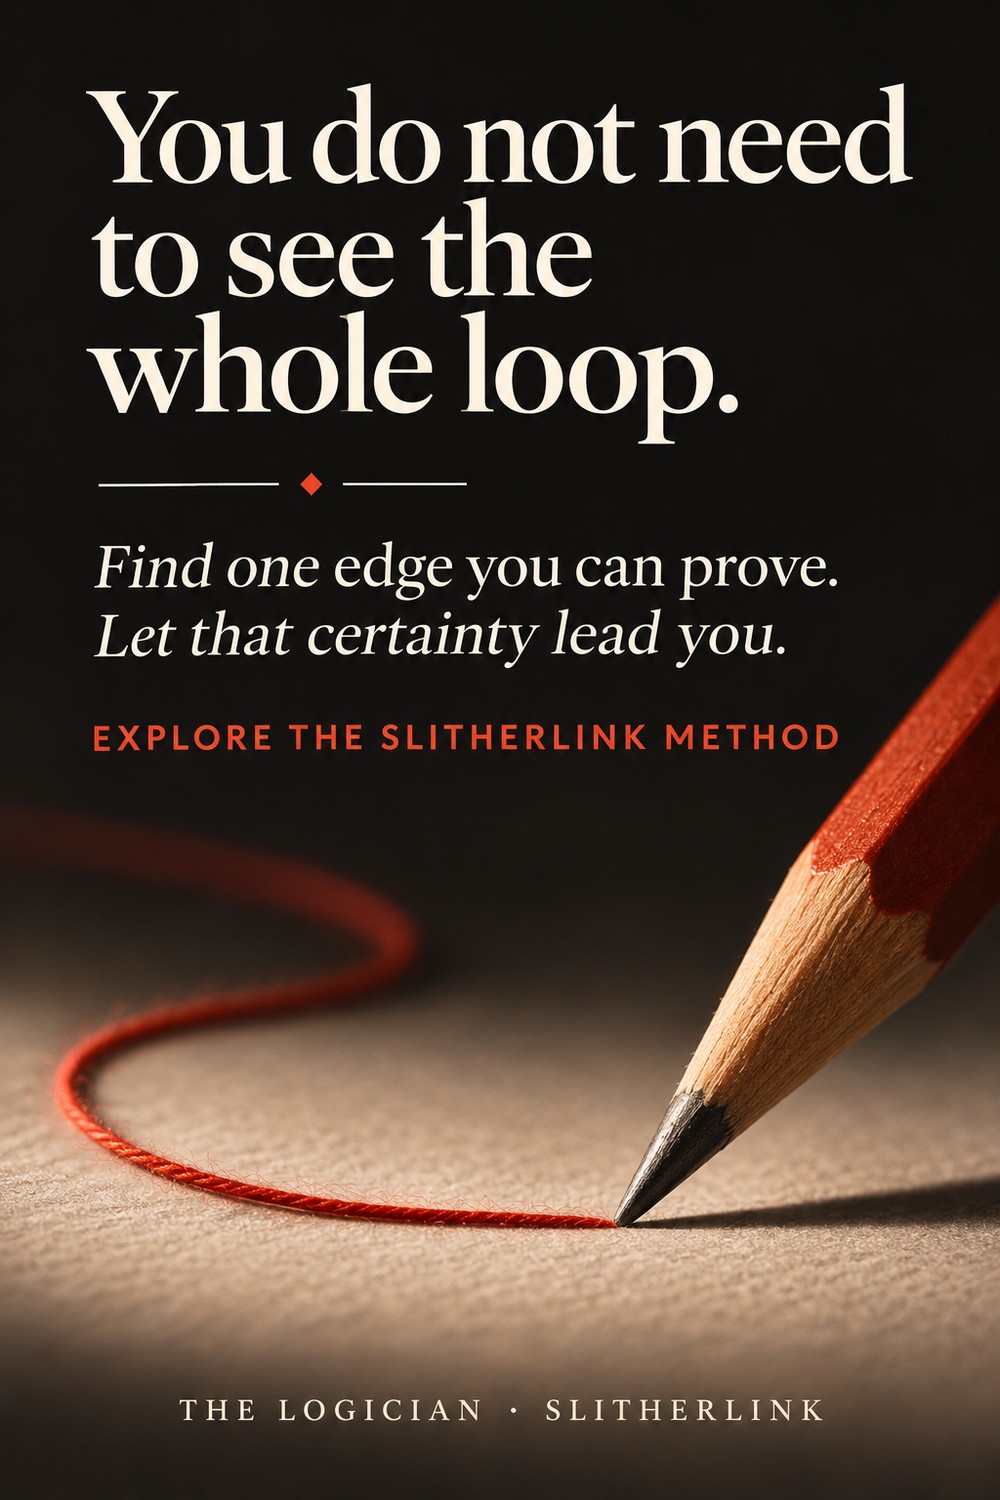 You do not need
to see the
whole loop.
Find one edge you can prove.
Let that certainty lead you.
EXPLORE THE SLITHERLINK METHOD
THE LOGICIAN · SLITHERLINK